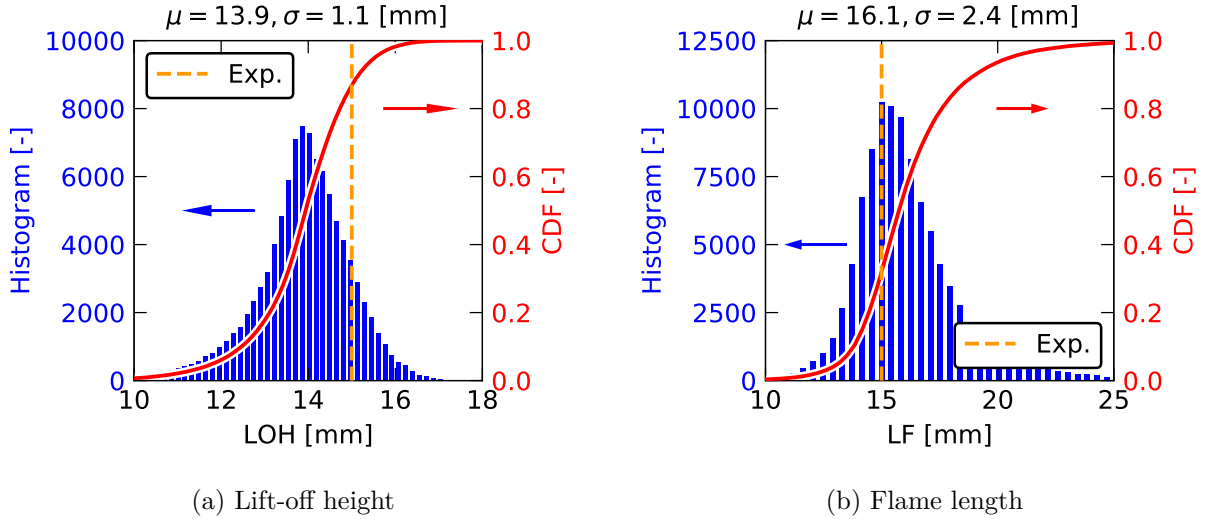 μ = 13.9, σ = 1.1 [mm]
10000
8000
6000
4000
2000
0
Histogram [-]
Exp.
1.0
0.8
0.6
0.4
0.2
0.0
CDF [-]
10 12 14 16 18
LOH [mm]
(a) Lift-off height
μ = 16.1, σ = 2.4 [mm]
12500
10000
7500
5000
2500
0
Histogram [-]
Exp.
1.0
0.8
0.6
0.4
0.2
0.0
CDF [-]
10 15 20 25
LF [mm]
(b) Flame length